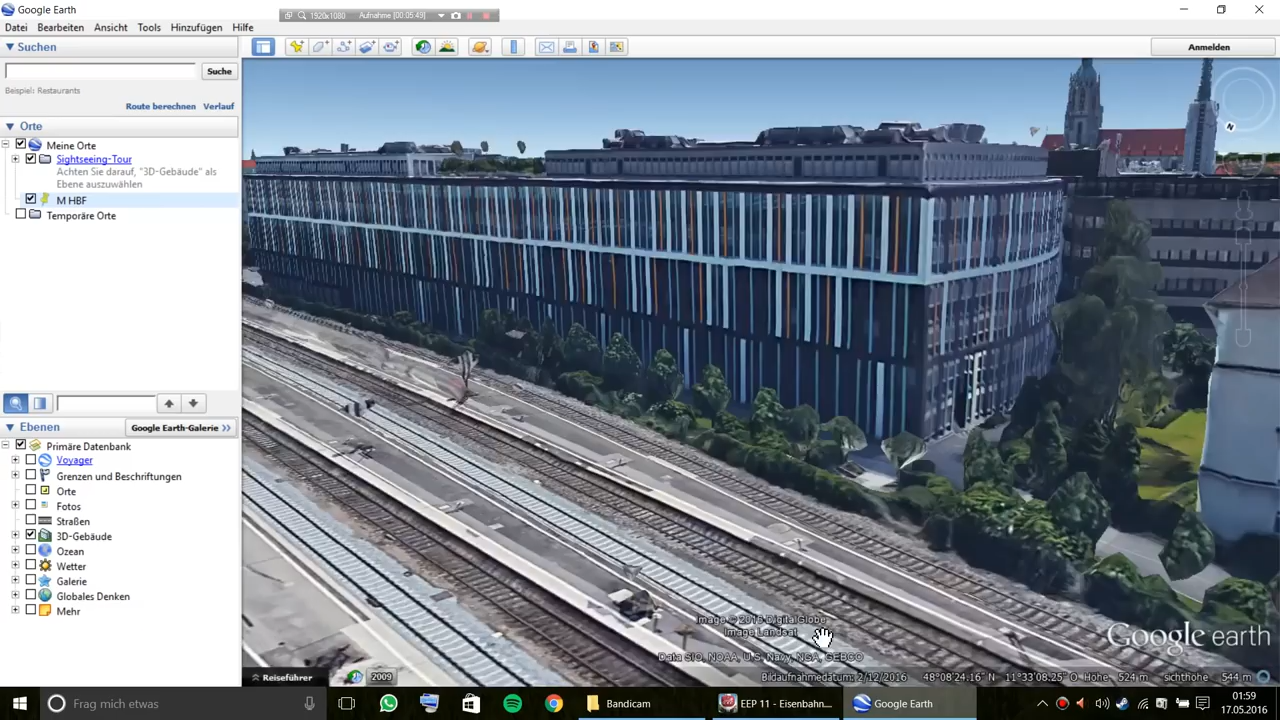 Google Earth
1920x1080 Aufnahme [00:05:49]
Datei Bearbeiten Ansicht Tools Hinzufügen Hilfe
Suchen
Suche
Beispiel: Restaurants
Route berechnen Verlauf
Orte
Meine Orte
Sightseeing-Tour
Achten Sie darauf, "3D-Gebäude" als
Ebene auszuwählen
M HBF
Temporäre Orte
Ebenen
Google Earth-Galerie
Primäre Datenbank
Voyager
Grenzen und Beschriftungen
Orte
Fotos
Straßen
3D-Gebäude
Ozean
Wetter
Galerie
Globales Denken
Mehr
Anmelden
N
Image © 2016 DigitalGlobe
Image Landsat
Data SIO, NOAA, U.S. Navy, NGA, GEBCO
Google earth
Reiseführer
2009
Bildaufnahmedatum: 2/12/2016 48°08'24.16" N 11°33'08.25" O Höhe: 524 m sichthöhe 544 m
Frag mich etwas
Bandicam
EEP 11 - Eisenbahn...
Google Earth
01:59
17.05.2016